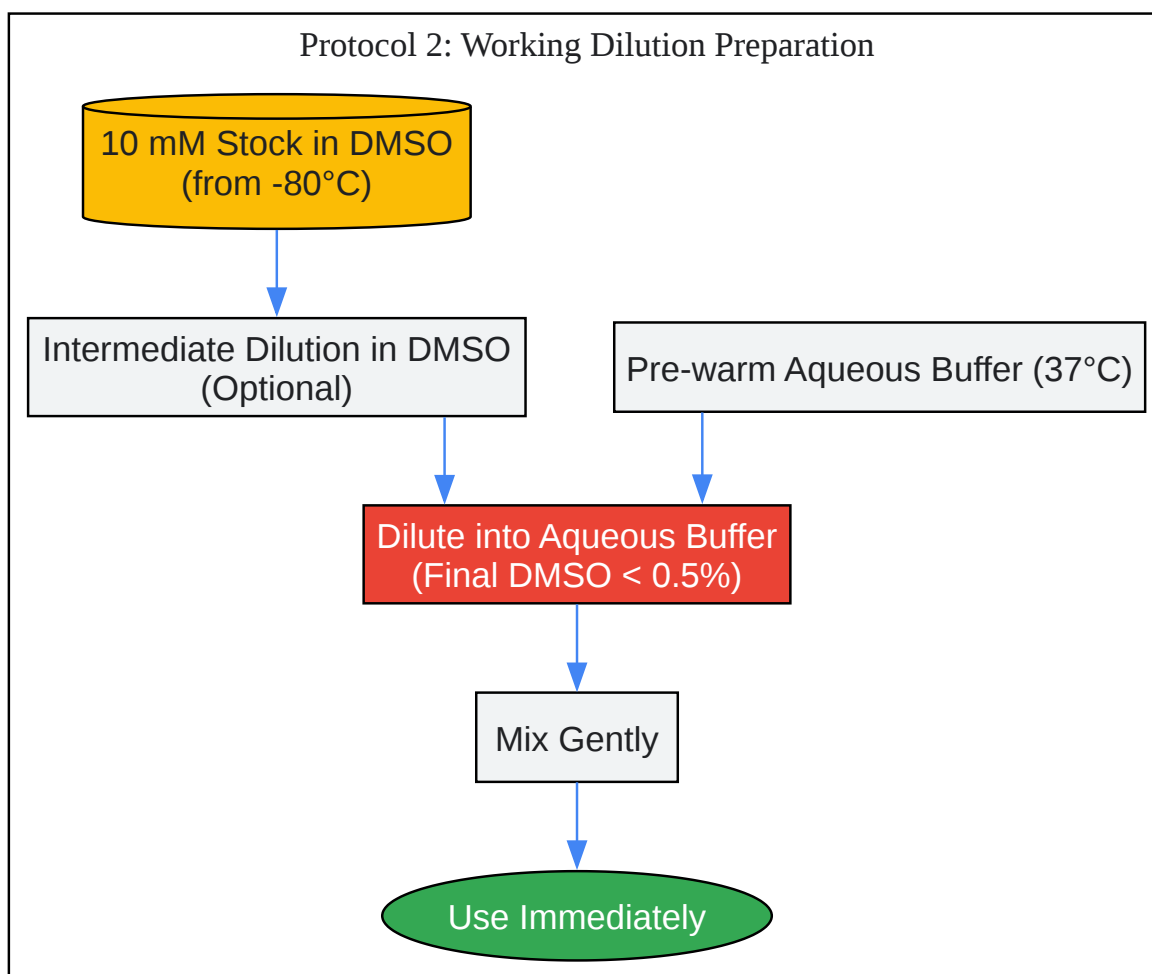 Protocol 2: Working Dilution Preparation
10 mM Stock in DMSO
(from -80°C)
Intermediate Dilution in DMSO
(Optional)
Pre-warm Aqueous Buffer (37°C)
Dilute into Aqueous Buffer
(Final DMSO < 0.5%)
Mix Gently
Use Immediately